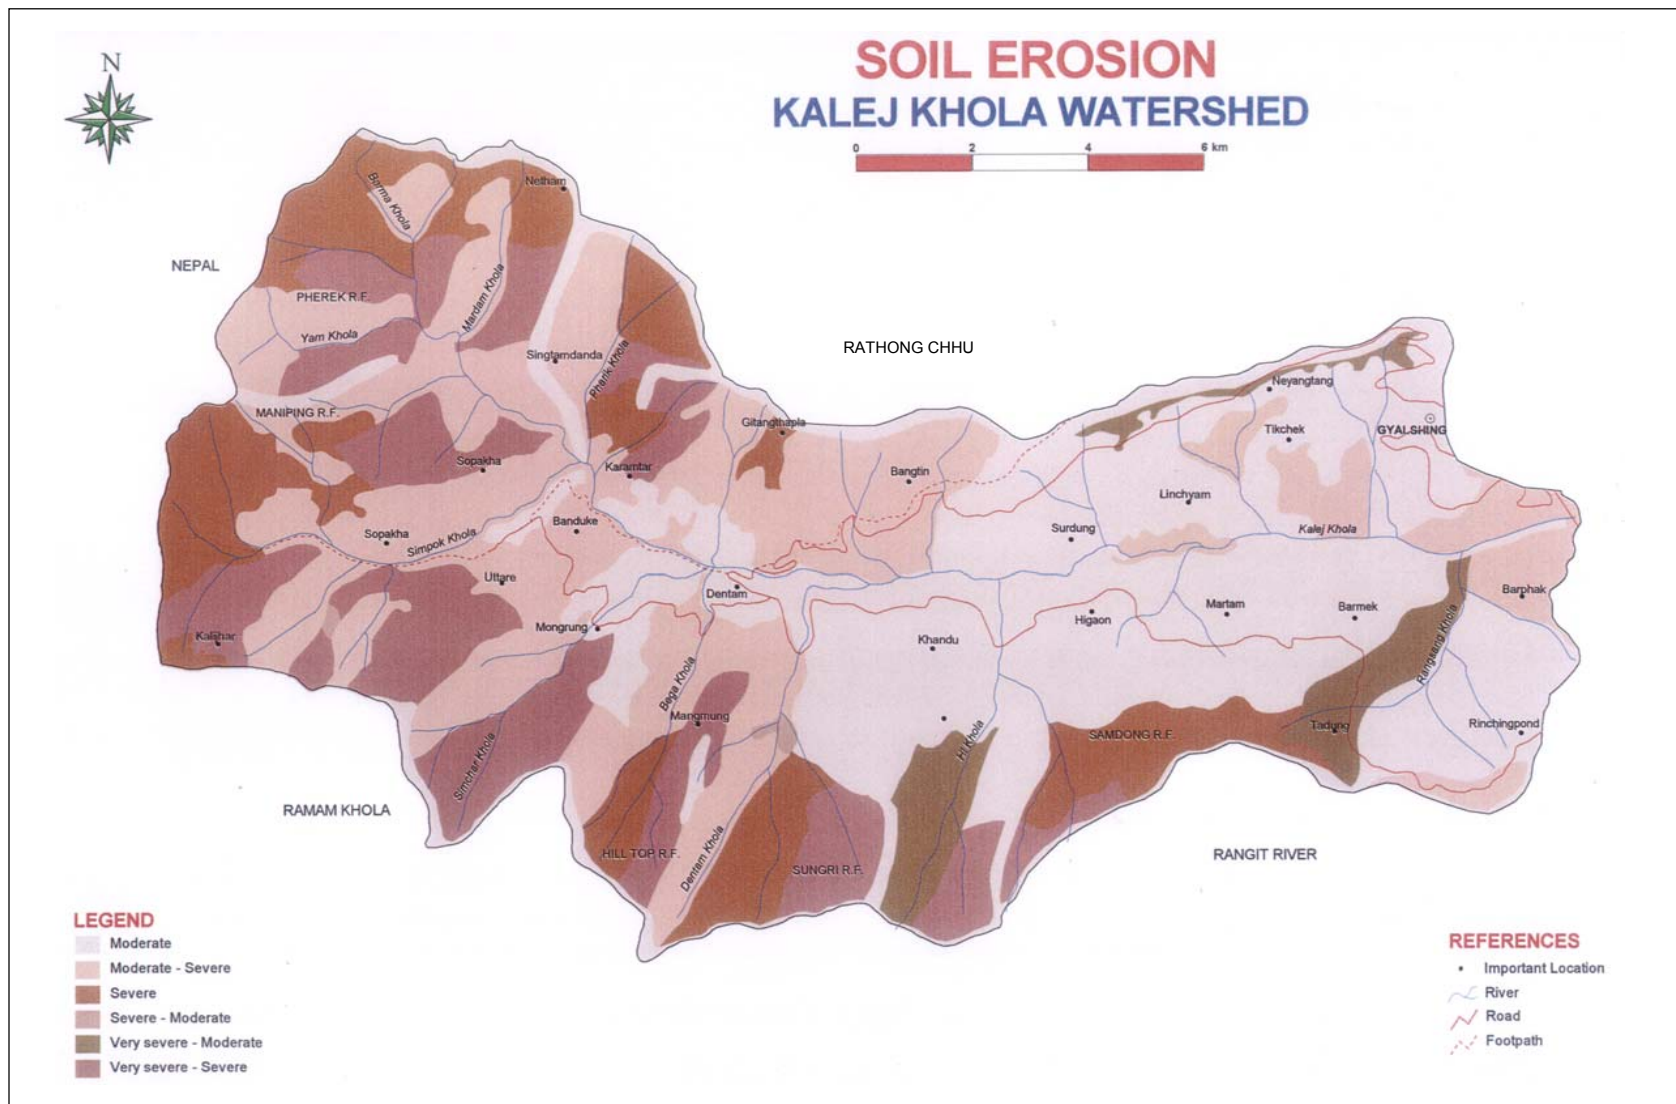 SOIL EROSION
KALEJ KHOLA WATERSHED
N
0 2 4 6 km
Barma Khola
Netham
NEPAL
PHEREK R.F.
Mardam Khola
Yam Khola
Singtamdanda
Pherik Khola
RATHONG CHHU
Neyangtang
MANIPING R.F.
Gitangthapla
Tikchek
GYALSHING
Sopakha
Karamtar
Bangtin
Linchyam
Banduke
Surdung
Kalej Khola
Sopakha
Simpok Khola
Uttare
Dentam
Barphak
Martam
Barmek
Higaon
Rangsang Khola
Mongrung
Kalijhar
Khandu
Bega Khola
Mangmung
Hi Khola
SAMDONG R.F.
Tadung
Rinchingpond
Simchar Khola
RAMAM KHOLA
HILL TOP R.F.
Dentam Khola
SUNGRI R.F.
RANGIT RIVER
LEGEND
Moderate
Moderate - Severe
Severe
Severe - Moderate
Very severe - Moderate
Very severe - Severe
REFERENCES
Important Location
River
Road
Footpath